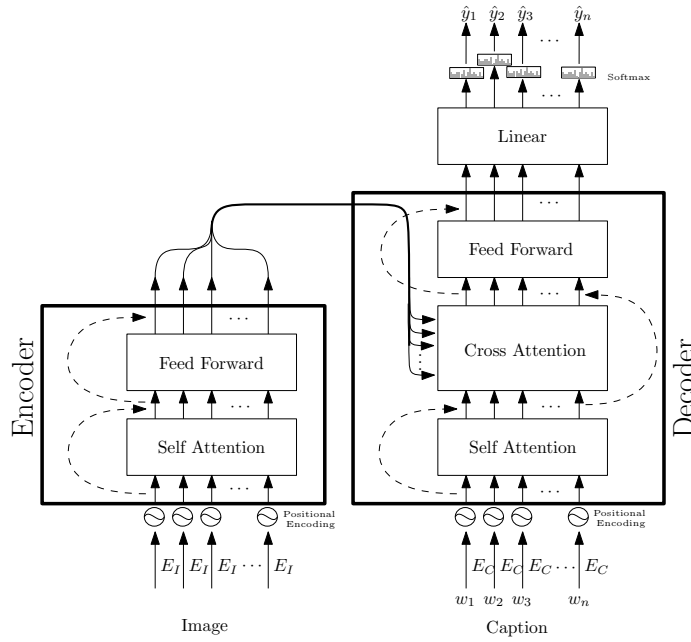 ŷ₁ ŷ₂ ŷ₃ ... ŷₙ
Softmax
...
Linear
...
Feed Forward
...
Cross Attention
...
Self Attention
...
Positional
Encoding
E_C E_C E_C ... E_C
w₁ w₂ w₃ wₙ
Caption
Decoder
Encoder
...
Feed Forward
...
Self Attention
...
Positional
Encoding
E_I E_I E_I ... E_I
Image